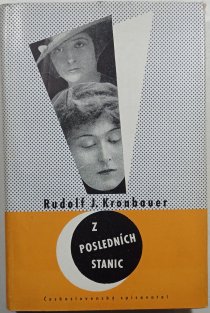 Rudolf J. Kronbauer
Z
POSLEDNÍCH
STANIC
Československý spisovatel